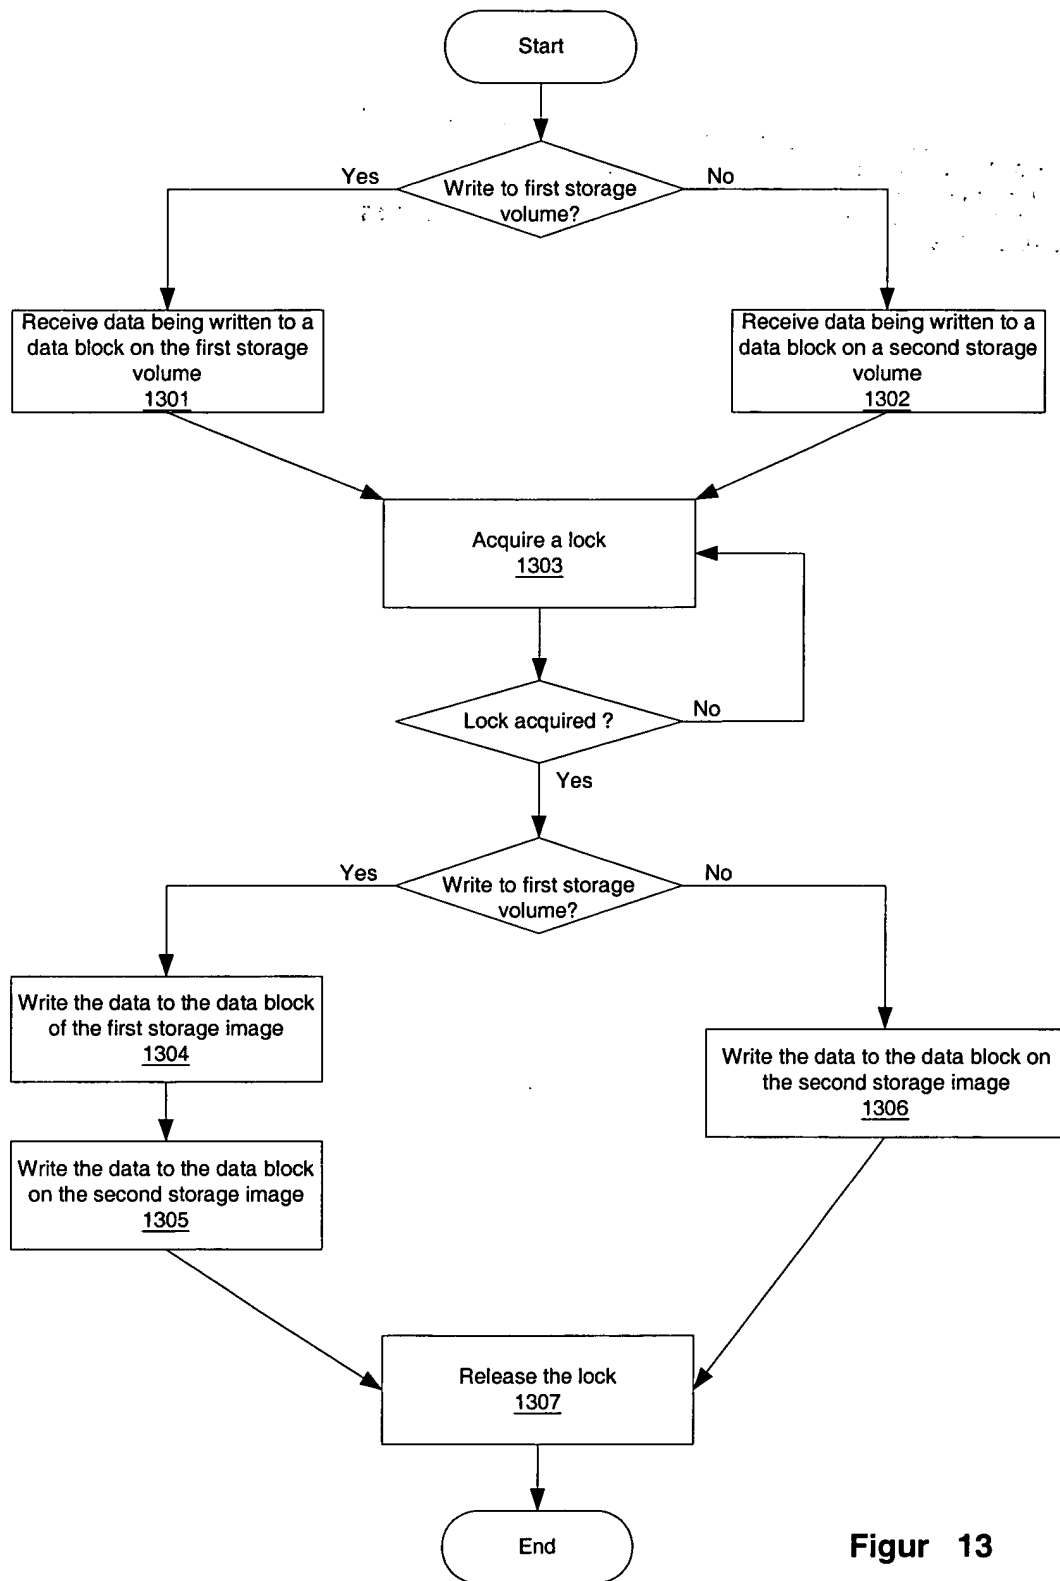 Start
Write to first storage
volume?
Yes
No
Receive data being written to a
data block on the first storage
volume
1301
Receive data being written to a
data block on a second storage
volume
1302
Acquire a lock
1303
Lock acquired ?
No
Yes
Write to first storage
volume?
Yes
No
Write the data to the data block
of the first storage image
1304
Write the data to the data block on
the second storage image
1306
Write the data to the data block
on the second storage image
1305
Release the lock
1307
End
Figur 13